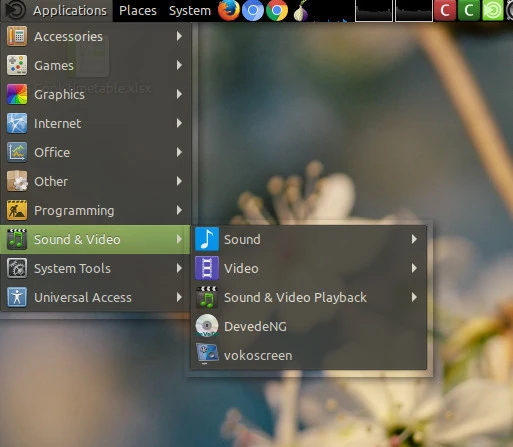 Applications Places System
Accessories
Games
Graphics
Internet
Office
Other
Programming
Sound & Video
System Tools
Universal Access
Sound
Video
Sound & Video Playback
DevedeNG
vokoscreen
C C